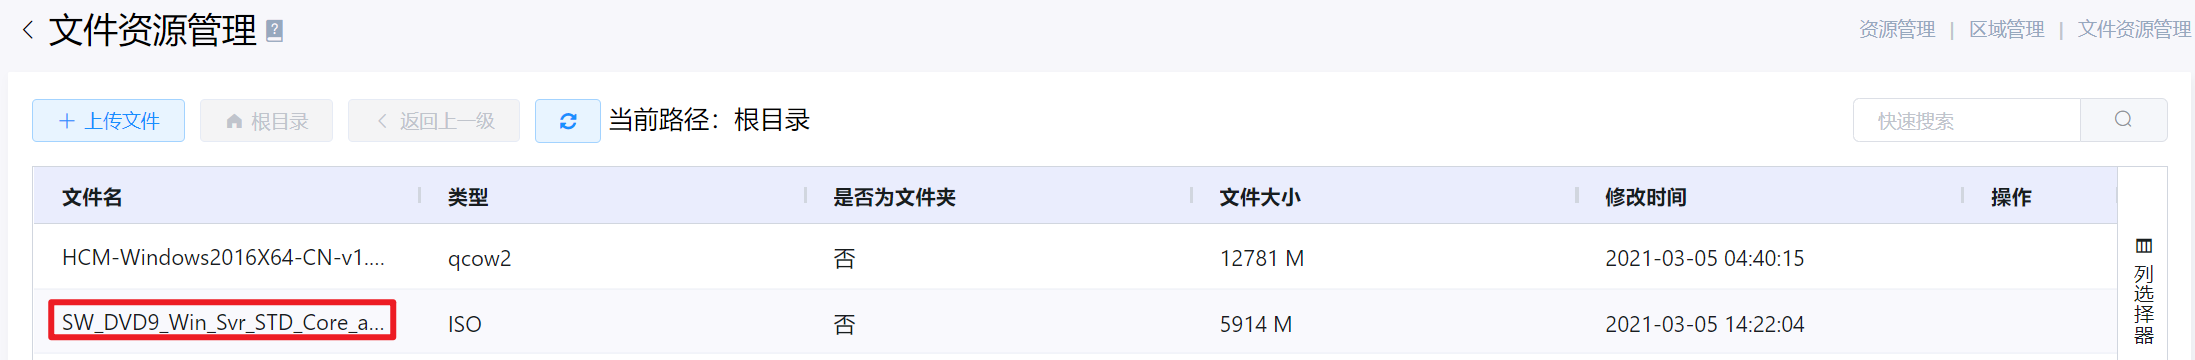 文件资源管理 ?
资源管理 | 区域管理 | 文件资源管理
+ 上传文件 根目录 返回上一级 当前路径：根目录 快速搜索
文件名 类型 是否为文件夹 文件大小 修改时间 操作
HCM-Windows2016X64-CN-v1.... qcow2 否 12781 M 2021-03-05 04:40:15
SW_DVD9_Win_Svr_STD_Core_a... ISO 否 5914 M 2021-03-05 14:22:04
列选择器